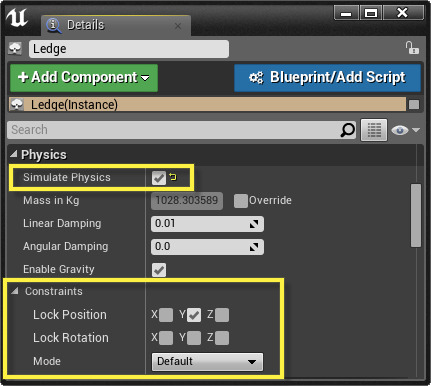 Details
Ledge
+Add Component
Blueprint/Add Script
Ledge(Instance)
Search
Physics
Simulate Physics
Mass in Kg 1028.303589 Override
Linear Damping 0.01
Angular Damping 0.0
Enable Gravity
Constraints
Lock Position X Y Z
Lock Rotation X Y Z
Mode Default